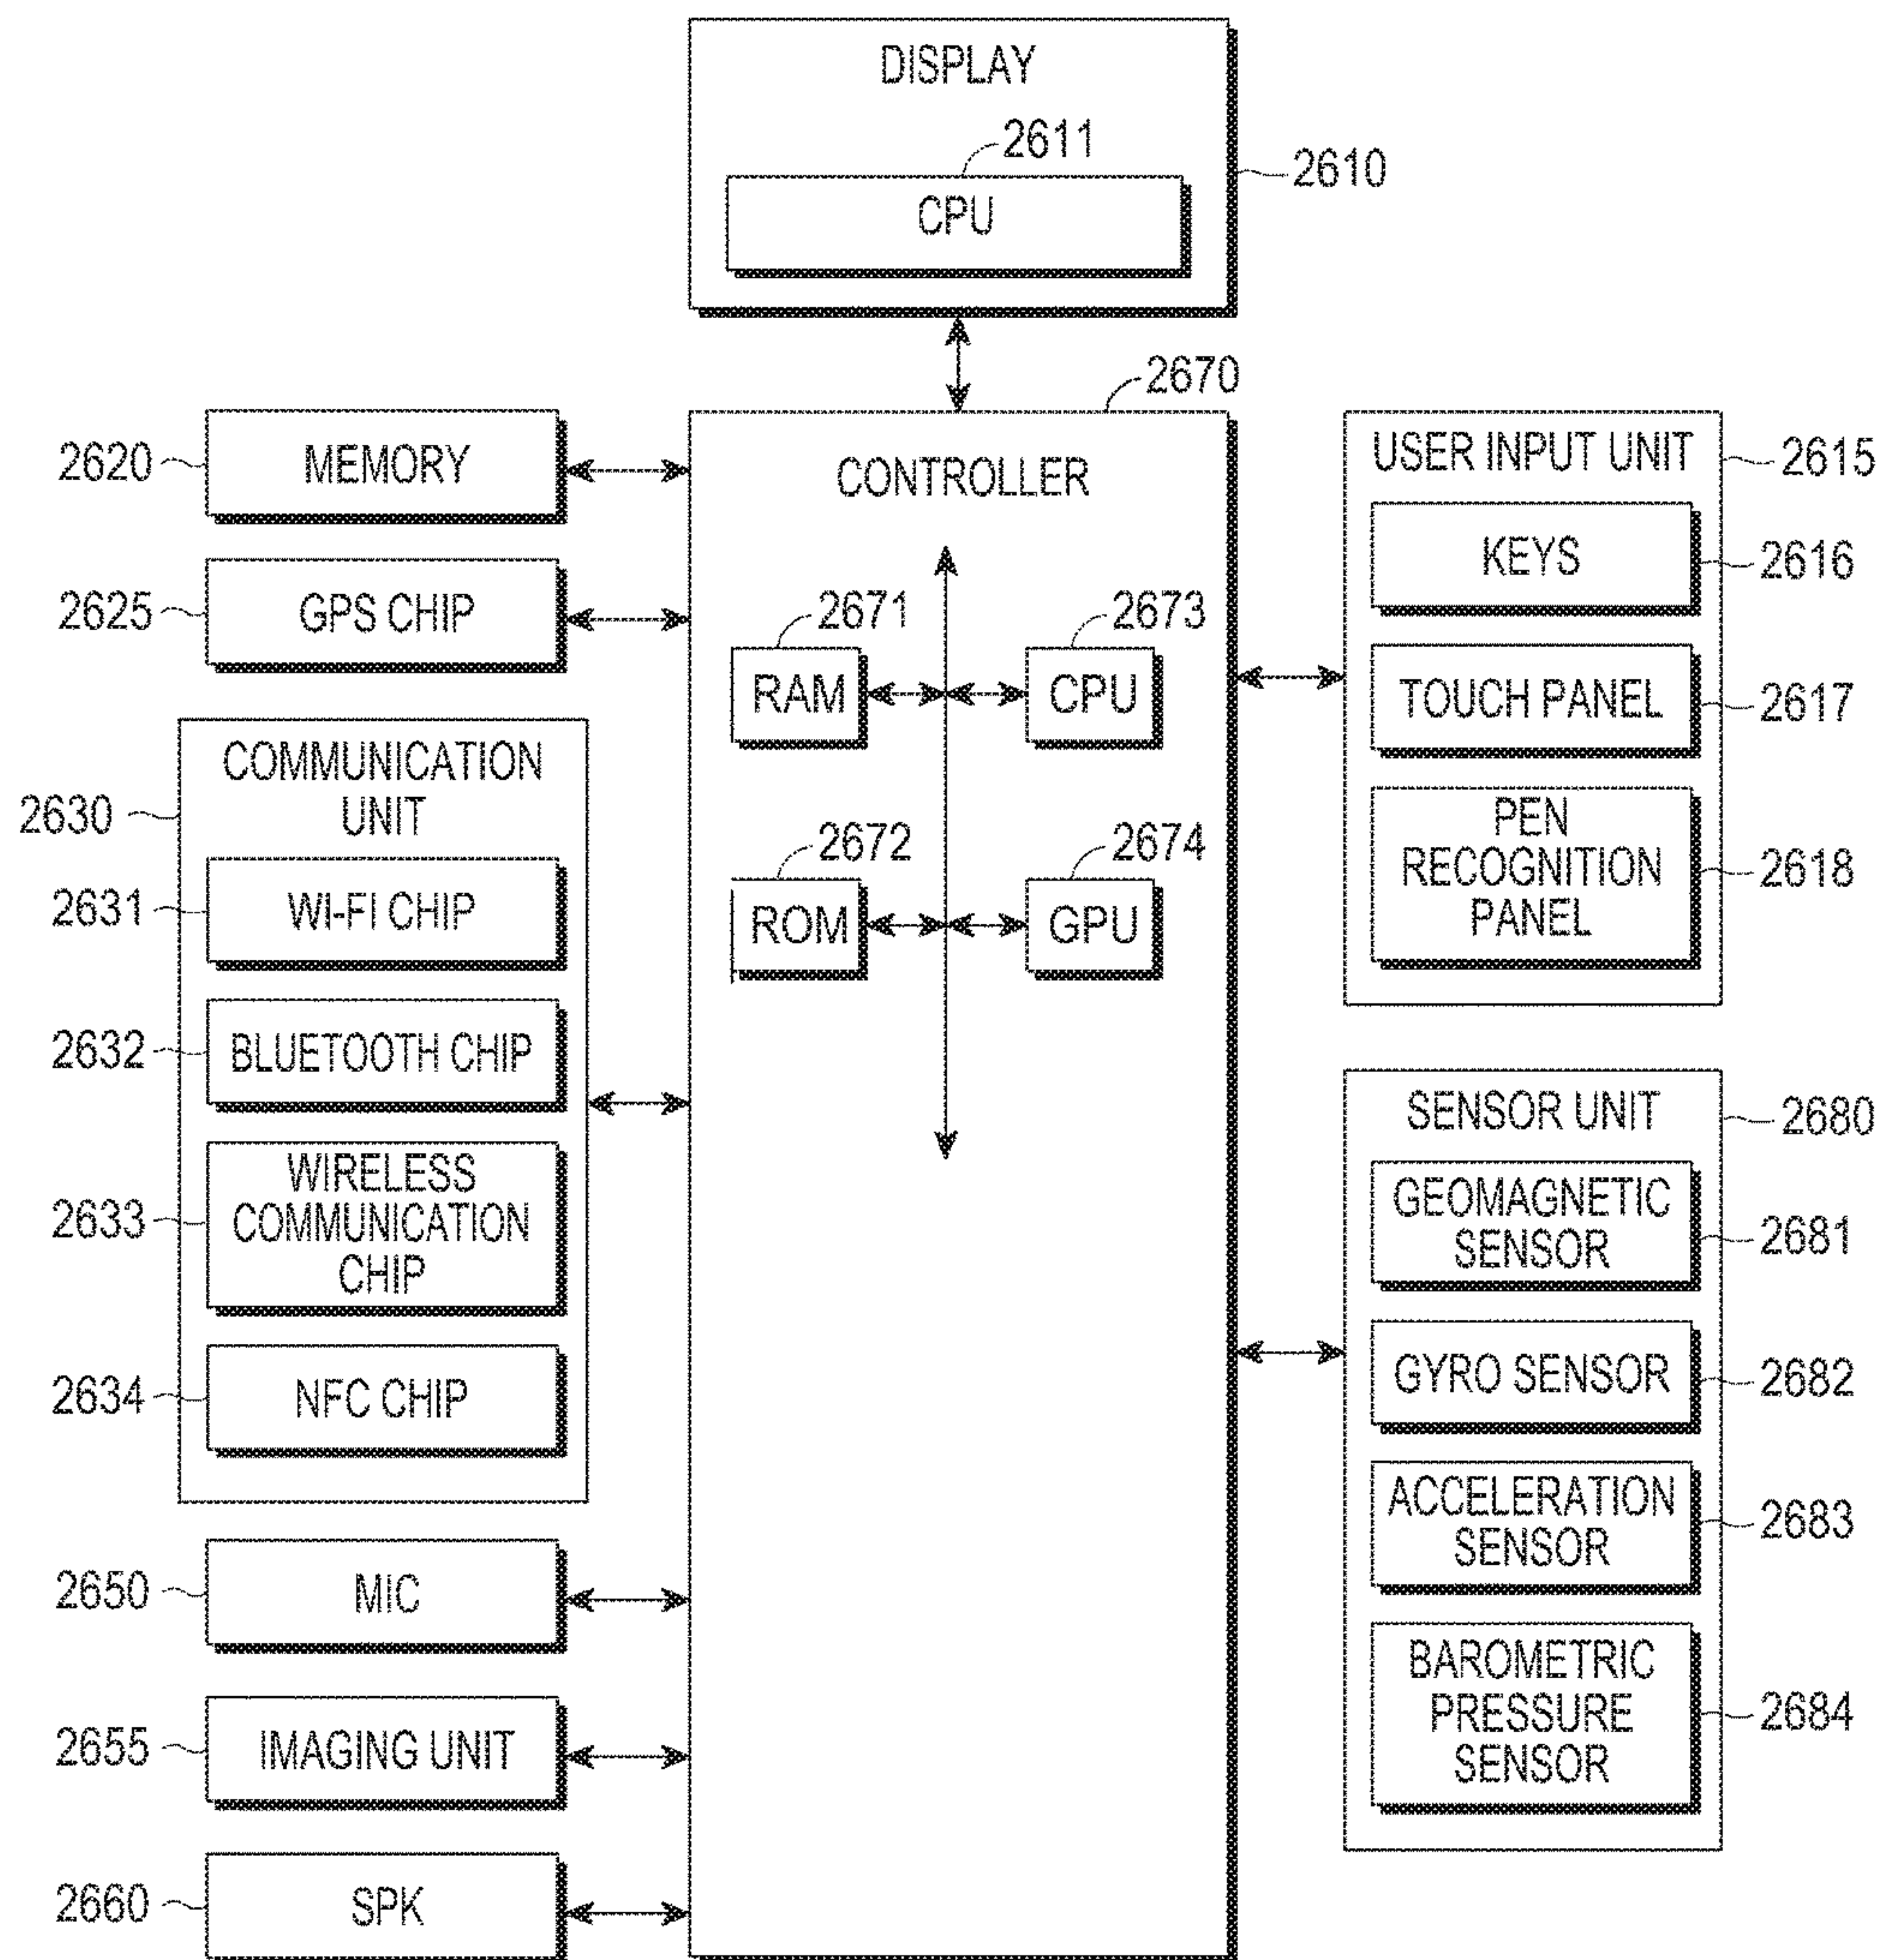 DISPLAY
2611
CPU
2610
2670
2620
MEMORY
CONTROLLER
2625
GPS CHIP
2671
RAM
2673
CPU
2672
ROM
2674
GPU
2630
COMMUNICATION
UNIT
2631
WI-FI CHIP
2632
BLUETOOTH CHIP
2633
WIRELESS
COMMUNICATION
CHIP
2634
NFC CHIP
2650
MIC
2655
IMAGING UNIT
2660
SPK
USER INPUT UNIT
2615
KEYS
2616
TOUCH PANEL
2617
PEN
RECOGNITION
PANEL
2618
SENSOR UNIT
2680
GEOMAGNETIC
SENSOR
2681
GYRO SENSOR
2682
ACCELERATION
SENSOR
2683
BAROMETRIC
PRESSURE
SENSOR
2684